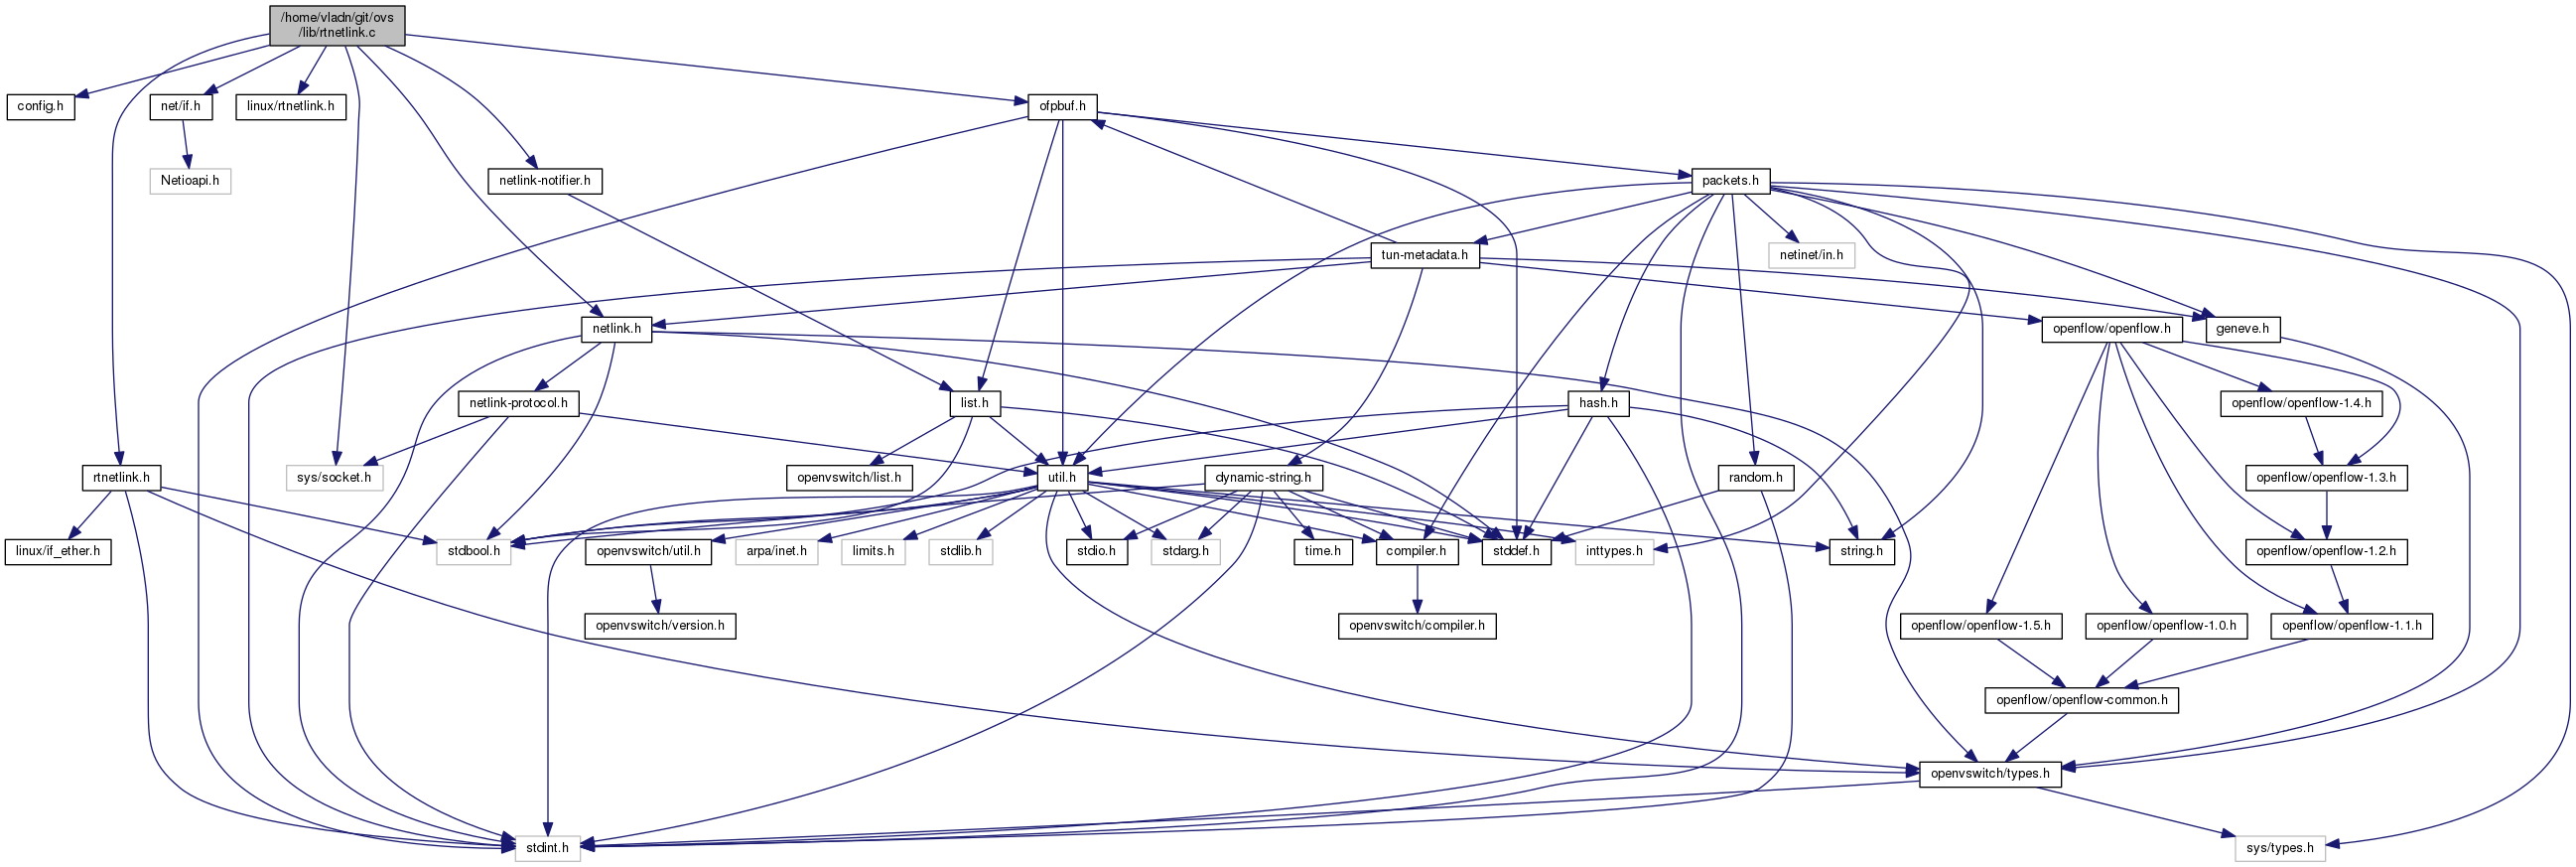 /home/vladn/git/ovs
/lib/rtnetlink.c
config.h
net/if.h
linux/rtnetlink.h
ofpbuf.h
Netioapi.h
netlink-notifier.h
packets.h
tun-metadata.h
netinet/in.h
netlink.h
openflow/openflow.h
geneve.h
netlink-protocol.h
list.h
hash.h
openflow/openflow-1.4.h
rtnetlink.h
sys/socket.h
openvswitch/list.h
util.h
dynamic-string.h
random.h
openflow/openflow-1.3.h
linux/if_ether.h
stdbool.h
openvswitch/util.h
arpa/inet.h
limits.h
stdlib.h
stdio.h
stdarg.h
time.h
compiler.h
stddef.h
inttypes.h
string.h
openflow/openflow-1.2.h
openvswitch/version.h
openvswitch/compiler.h
openflow/openflow-1.5.h
openflow/openflow-1.0.h
openflow/openflow-1.1.h
openflow/openflow-common.h
openvswitch/types.h
stdint.h
sys/types.h